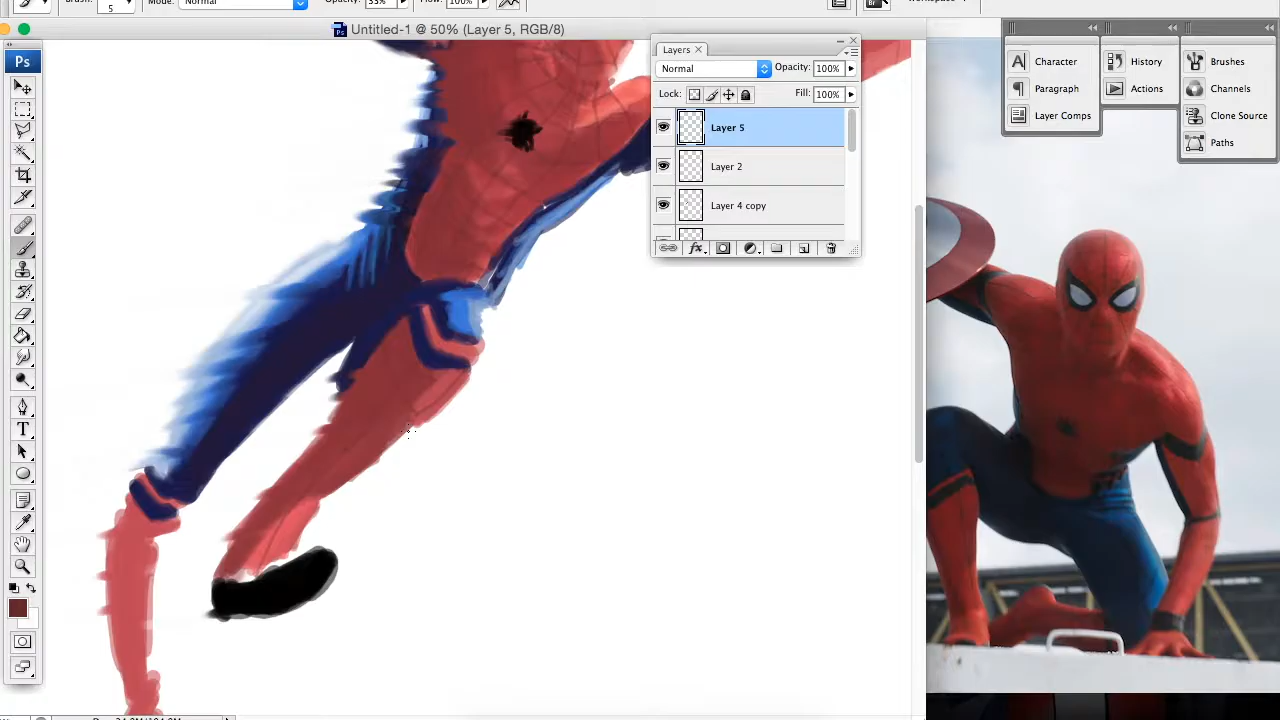 Brush:
5
Mode:
Normal
Opacity:
33%
Flow:
100%
Untitled-1 @ 50% (Layer 5, RGB/8)
Ps
T
Layers
Normal
Opacity: 100%
Lock:
Fill: 100%
Layer 5
Layer 2
Layer 4 copy
fx
Character
Paragraph
Layer Comps
History
Actions
Brushes
Channels
Clone Source
Paths